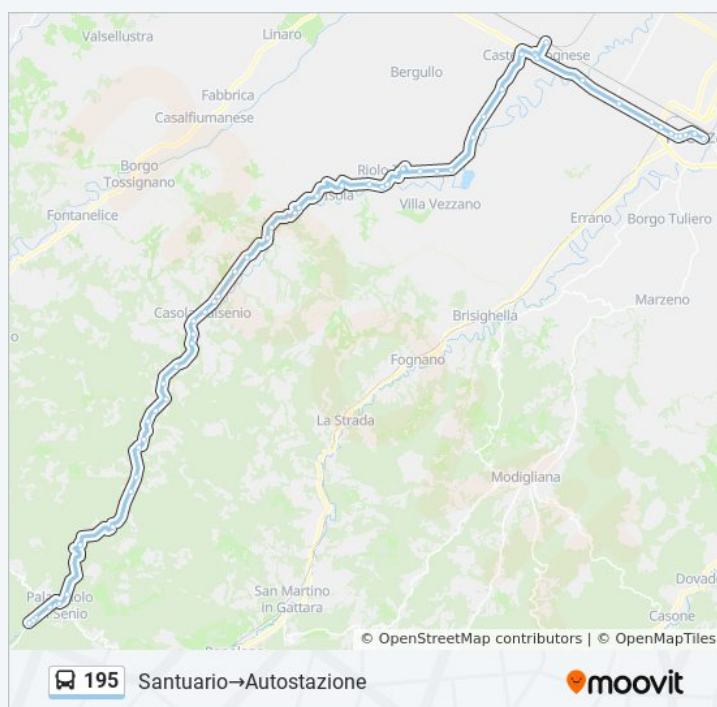 Valsellustra
Linaro
Bergullo
Fabbrica
Casalfiumanese
Borgo
Tossignano
Riolo
Villa Vezzano
Fontanelice
Errano
Borgo Tuliero
Marzeno
Brisighella
Fognano
La Strada
Modigliana
San Martino
in Gattara
Senio
Casone
© OpenStreetMap contributors | © OpenMapTiles
195 Santuario→Autostazione
moovit